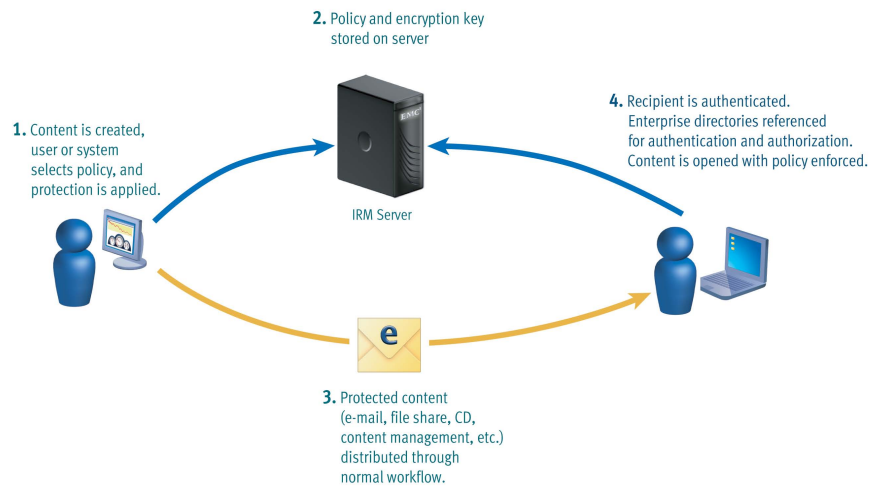 2. Policy and encryption key
stored on server
EMC²
IRM Server
1. Content is created,
user or system
selects policy, and
protection is applied.
e
3. Protected content
(e-mail, file share, CD,
content management, etc.)
distributed through
normal workflow.
4. Recipient is authenticated.
Enterprise directories referenced
for authentication and authorization.
Content is opened with policy enforced.